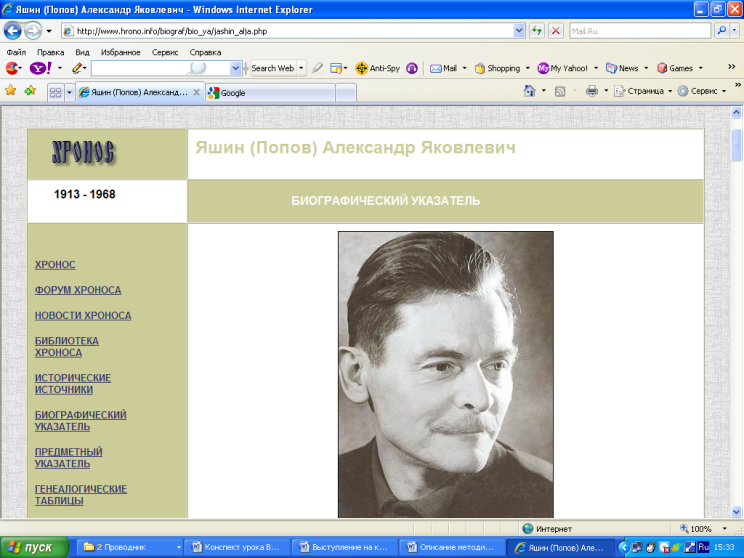 Яшин (Попов) Александр Яковлевич - Windows Internet Explorer
http://www.hrono.info/biograf/bio_ya/jashin_alja.php
Mail.Ru
Файл Правка Вид Избранное Сервис Справка
Search Web Anti-Spy Mail Shopping My Yahoo! News Games
Яшин (Попов) Александ... Google Страница Сервис
ХРОНОС
Яшин (Попов) Александр Яковлевич
1913 - 1968
БИОГРАФИЧЕСКИЙ УКАЗАТЕЛЬ
ХРОНОС
ФОРУМ ХРОНОСА
НОВОСТИ ХРОНОСА
БИБЛИОТЕКА
ХРОНОСА
ИСТОРИЧЕСКИЕ
ИСТОЧНИКИ
БИОГРАФИЧЕСКИЙ
УКАЗАТЕЛЬ
ПРЕДМЕТНЫЙ
УКАЗАТЕЛЬ
ГЕНЕАЛОГИЧЕСКИЕ
ТАБЛИЦЫ
Интернет 100%
пуск 2 Проводник Конспект урока В... Выступление на к... Описание методи... Яшин (Попов) Але... Ru 15:33